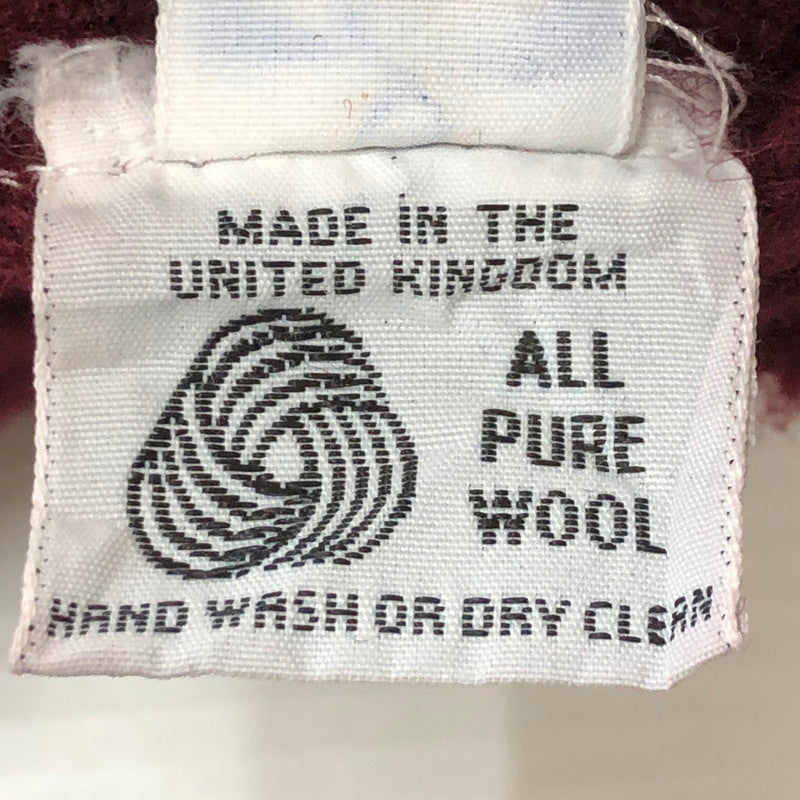 MADE IN THE
UNITED KINGDOM
ALL
PURE
WOOL
HAND WASH OR DRY CLEAN